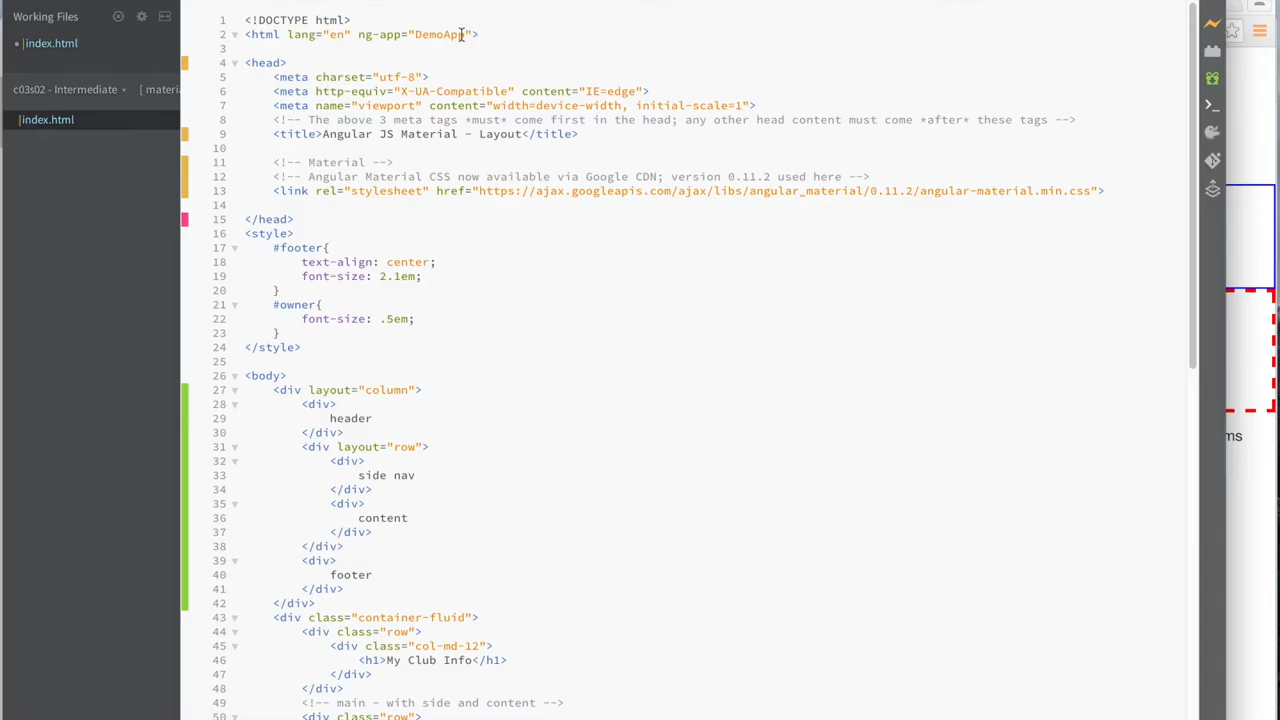 Working Files
index.html
c03s02 - Intermediate
[ materia
index.html
1 <!DOCTYPE html>
2 <html lang="en" ng-app="DemoApp">
3
4 <head>
5 <meta charset="utf-8">
6 <meta http-equiv="X-UA-Compatible" content="IE=edge">
7 <meta name="viewport" content="width=device-width, initial-scale=1">
8 <!-- The above 3 meta tags *must* come first in the head; any other head content must come *after* these tags -->
9 <title>Angular JS Material - Layout</title>
10
11 <!-- Material -->
12 <!-- Angular Material CSS now available via Google CDN; version 0.11.2 used here -->
13 <link rel="stylesheet" href="https://ajax.googleapis.com/ajax/libs/angular_material/0.11.2/angular-material.min.css">
14
15 </head>
16 <style>
17 #footer{
18 text-align: center;
19 font-size: 2.1em;
20 }
21 #owner{
22 font-size: .5em;
23 }
24 </style>
25
26 <body>
27 <div layout="column">
28 <div>
29 header
30 </div>
31 <div layout="row">
32 <div>
33 side nav
34 </div>
35 <div>
36 content
37 </div>
38 </div>
39 <div>
40 footer
41 </div>
42 </div>
43 <div class="container-fluid">
44 <div class="row">
45 <div class="col-md-12">
46 <h1>My Club Info</h1>
47 </div>
48 </div>
49 <!-- main - with side and content -->
50 <div class="row">
ms